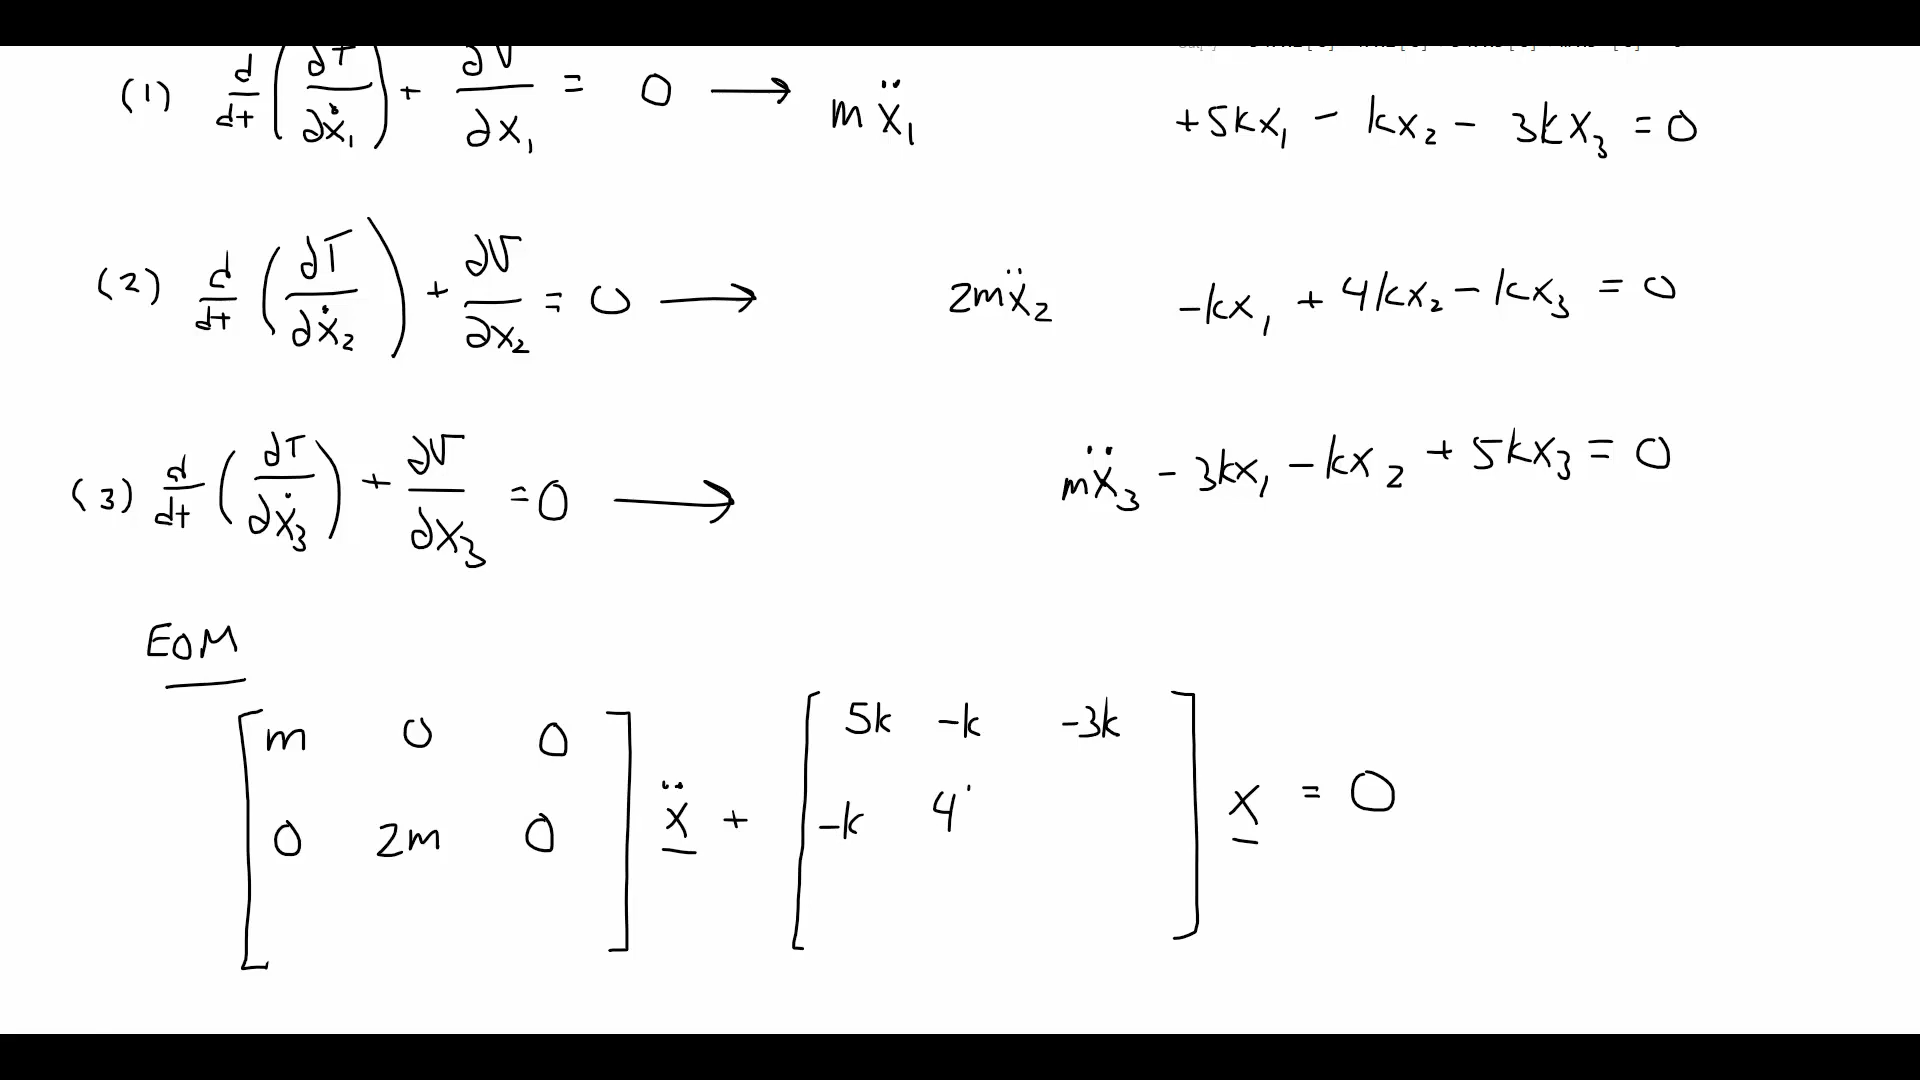 (1) d/dt (∂T/∂ẋ₁) + ∂V/∂x₁ = 0 → mẍ₁ +5kx₁ - kx₂ - 3kx₃ = 0
(2) d/dt (∂T/∂ẋ₂) + ∂V/∂x₂ = 0 → 2mẍ₂ -kx₁ + 4kx₂ - kx₃ = 0
(3) d/dt (∂T/∂ẋ₃) + ∂V/∂x₃ = 0 → mẍ₃ - 3kx₁ - kx₂ + 5kx₃ = 0
EOM
[m 0 0 5k -k -3k
0 2m 0] ẍ + [-k 4 ] x = 0